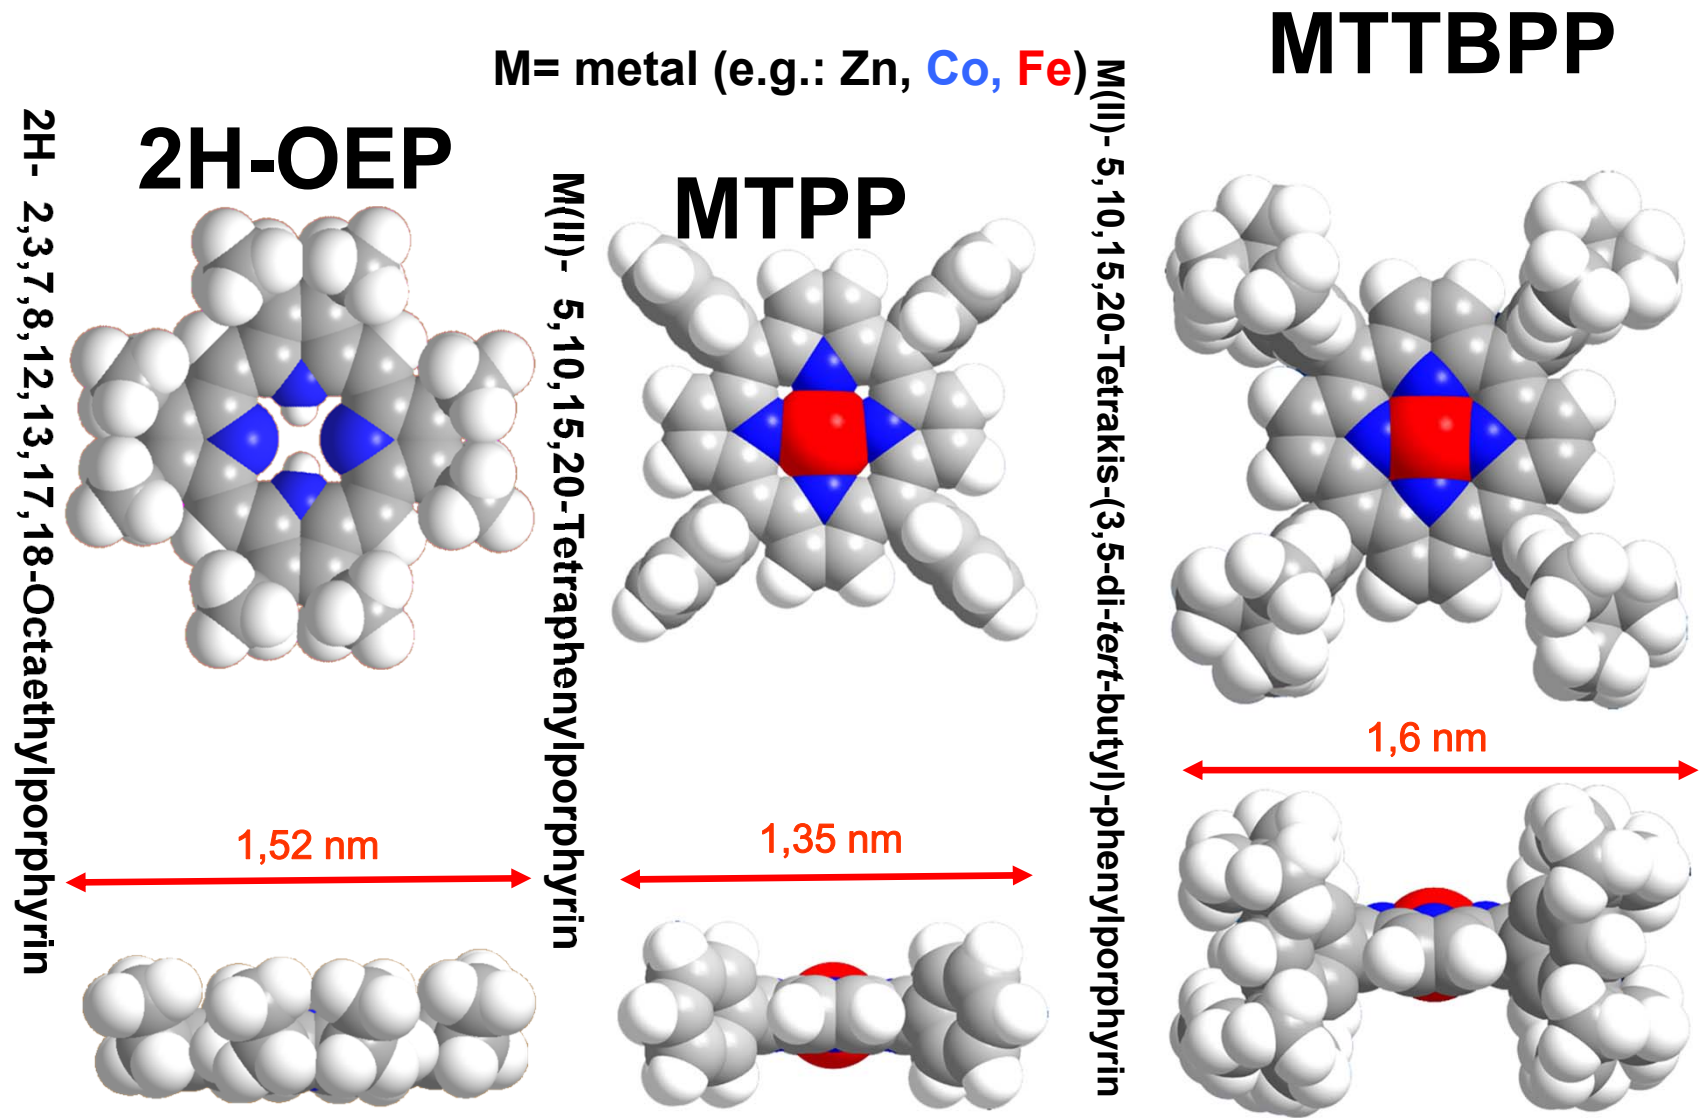 MTTBPP
M= metal (e.g.: Zn, Co, Fe)
2H-OEP
MTPP
2H- 2,3,7,8,12,13,17,18-Octaethylporphyrin
M(II)- 5,10,15,20-Tetraphenylporphyrin
M(II)- 5,10,15,20-Tetrakis-(3,5-di-tert-butyl)-phenylporphyrin
1,52 nm
1,35 nm
1,6 nm